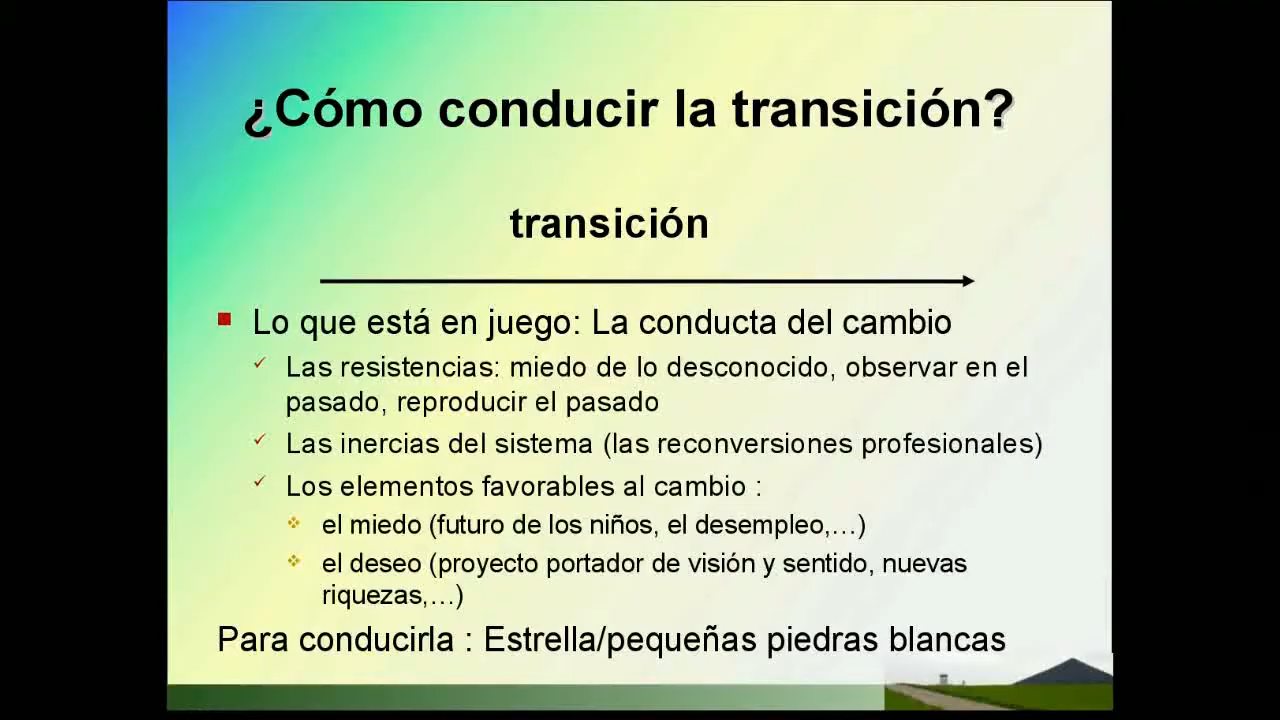 ¿Cómo conducir la transición?
transición
Lo que está en juego: La conducta del cambio
Las resistencias: miedo de lo desconocido, observar en el
pasado, reproducir el pasado
Las inercias del sistema (las reconversiones profesionales)
Los elementos favorables al cambio :
el miedo (futuro de los niños, el desempleo,…)
el deseo (proyecto portador de visión y sentido, nuevas
riquezas,…)
Para conducirla : Estrella/pequeñas piedras blancas